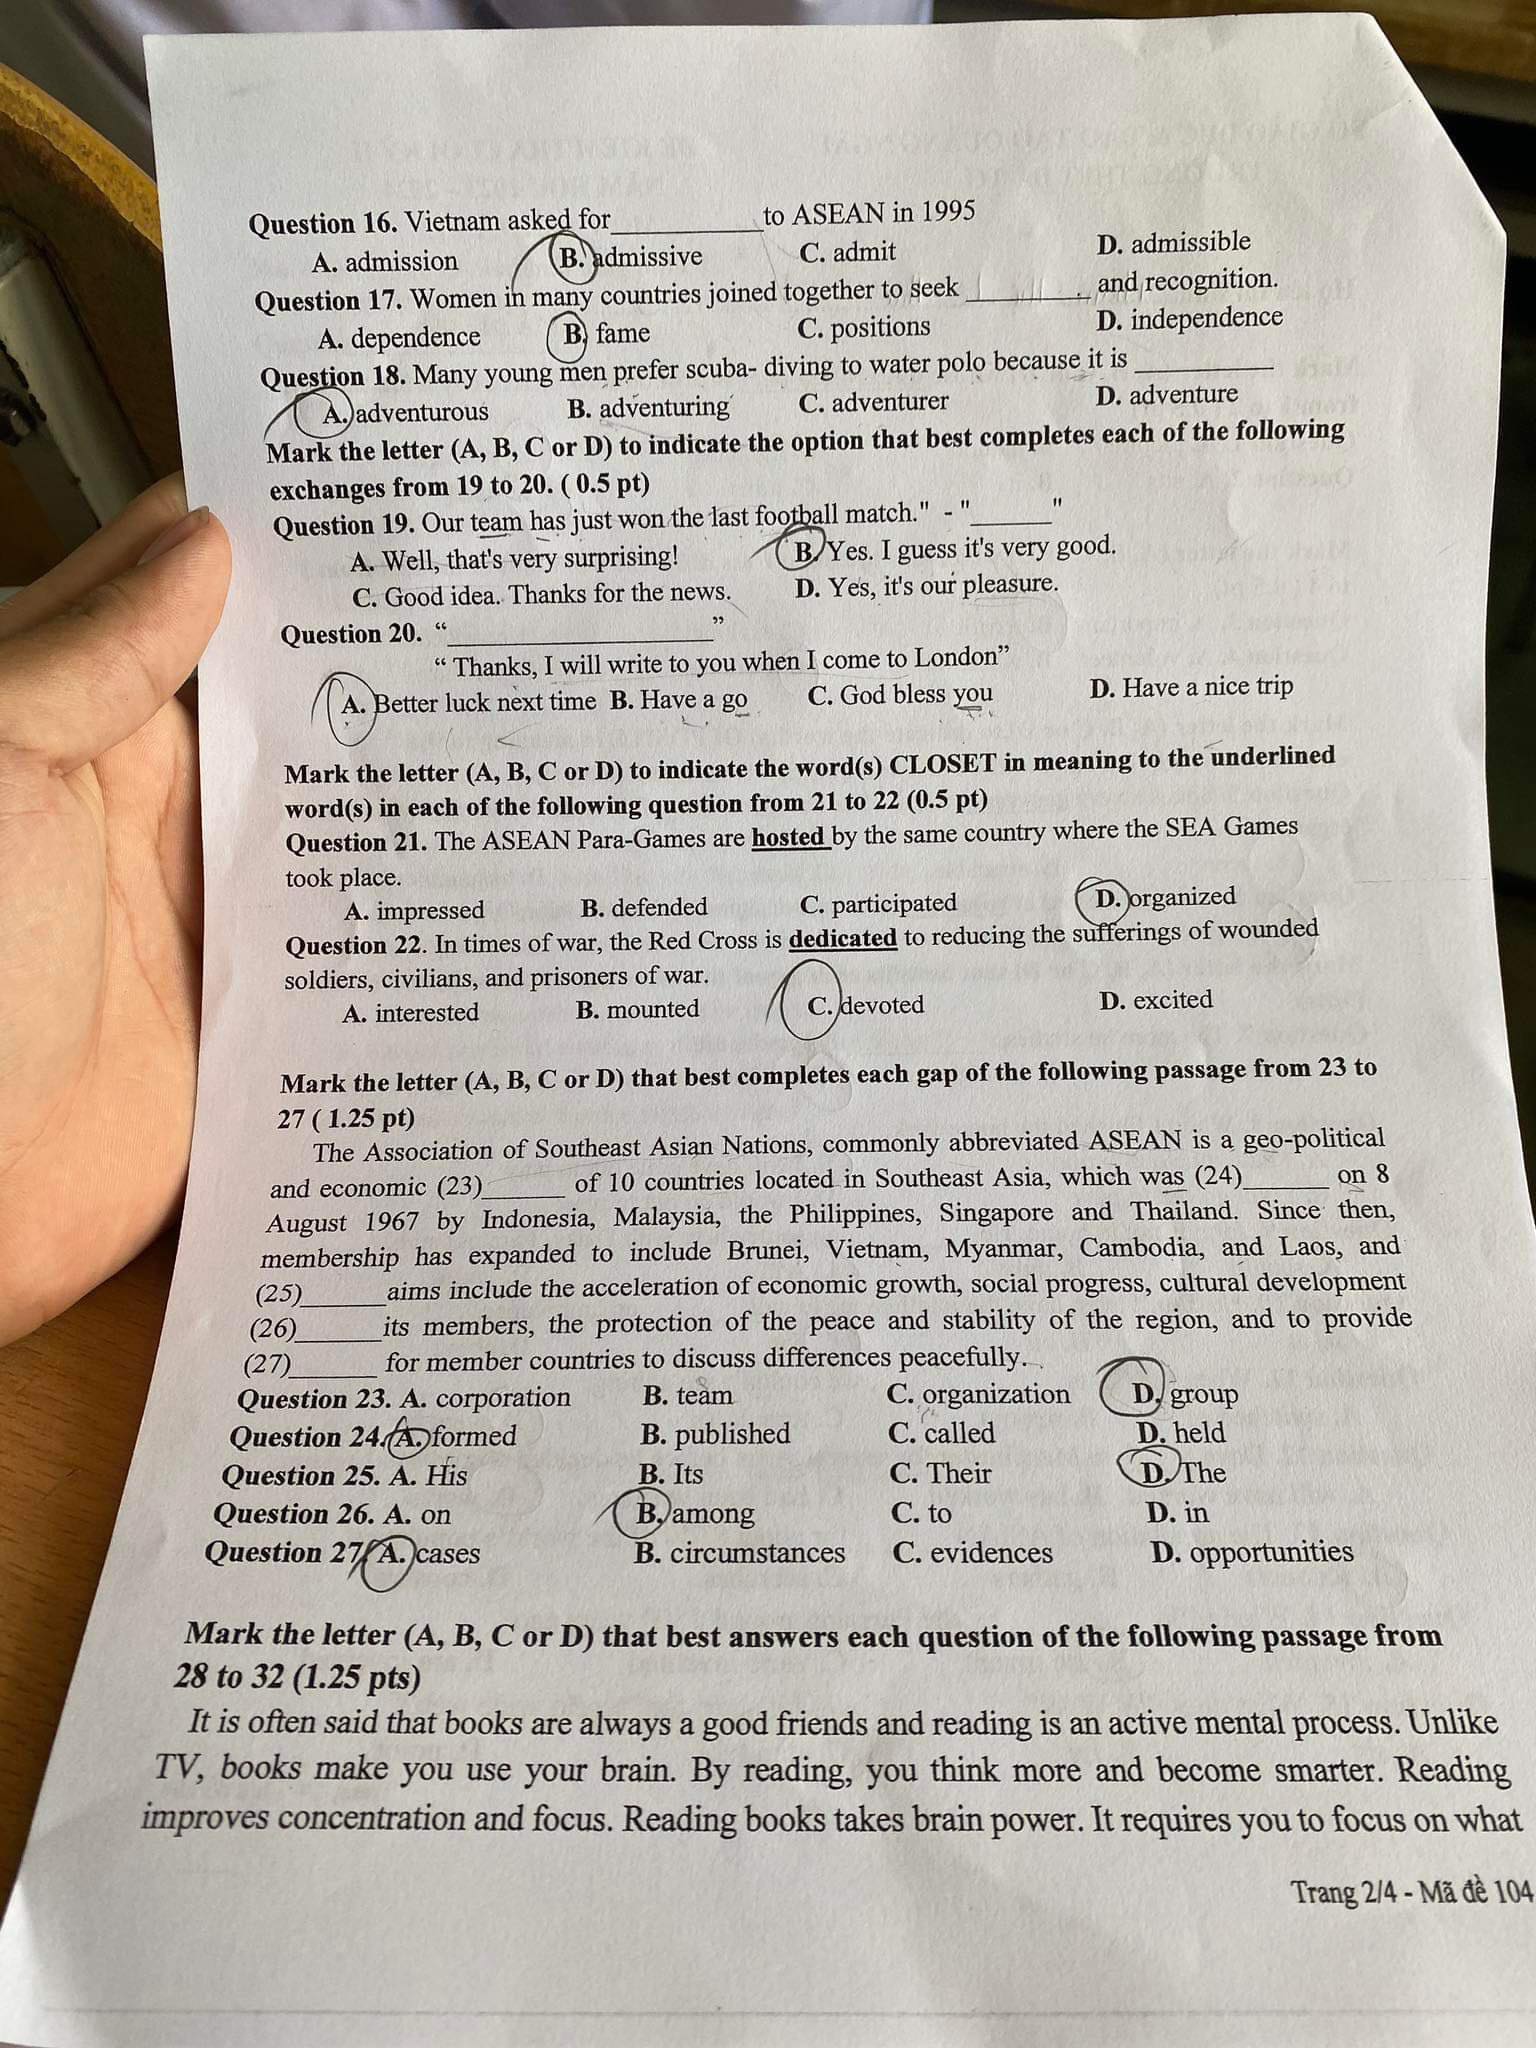 Question 16. Vietnam asked for__________to ASEAN in 1995
A. admission B. admissive C. admit D. admissible
Question 17. Women in many countries joined together to seek ________ and recognition.
A. dependence B. fame C. positions D. independence
Question 18. Many young men prefer scuba- diving to water polo because it is _________
A. adventurous B. adventuring C. adventurer D. adventure
Mark the letter (A, B, C or D) to indicate the option that best completes each of the following
exchanges from 19 to 20. ( 0.5 pt)
Question 19. Our team has just won the last football match." - "______"
A. Well, that's very surprising! B. Yes. I guess it's very good.
C. Good idea. Thanks for the news. D. Yes, it's our pleasure.
Question 20. “__________________”
“ Thanks, I will write to you when I come to London”
A. Better luck next time B. Have a go C. God bless you D. Have a nice trip
Mark the letter (A, B, C or D) to indicate the word(s) CLOSET in meaning to the underlined
word(s) in each of the following question from 21 to 22 (0.5 pt)
Question 21. The ASEAN Para-Games are hosted by the same country where the SEA Games
took place.
A. impressed B. defended C. participated D. organized
Question 22. In times of war, the Red Cross is dedicated to reducing the sufferings of wounded
soldiers, civilians, and prisoners of war.
A. interested B. mounted C. devoted D. excited
Mark the letter (A, B, C or D) that best completes each gap of the following passage from 23 to
27 ( 1.25 pt)
The Association of Southeast Asian Nations, commonly abbreviated ASEAN is a geo-political
and economic (23)______ of 10 countries located in Southeast Asia, which was (24)______ on 8
August 1967 by Indonesia, Malaysia, the Philippines, Singapore and Thailand. Since then,
membership has expanded to include Brunei, Vietnam, Myanmar, Cambodia, and Laos, and
(25)______aims include the acceleration of economic growth, social progress, cultural development
(26)______its members, the protection of the peace and stability of the region, and to provide
(27)______ for member countries to discuss differences peacefully.
Question 23. A. corporation B. team C. organization D. group
Question 24. A. formed B. published C. called D. held
Question 25. A. His B. Its C. Their D. The
Question 26. A. on B. among C. to D. in
Question 27. A. cases B. circumstances C. evidences D. opportunities
Mark the letter (A, B, C or D) that best answers each question of the following passage from
28 to 32 (1.25 pts)
It is often said that books are always a good friends and reading is an active mental process. Unlike
TV, books make you use your brain. By reading, you think more and become smarter. Reading
improves concentration and focus. Reading books takes brain power. It requires you to focus on what
Trang 2/4 - Mã đề 104